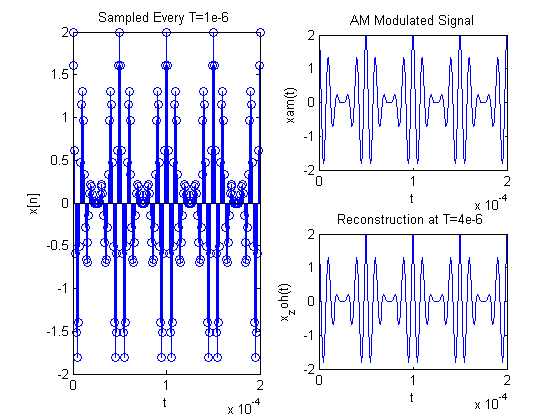 Sampled Every T=1e-6
2
1.5
1
0.5
0
-0.5
-1
-1.5
-2
x[n]
0 1 2
t
x 10^-4
AM Modulated Signal
2
1
0
-1
-2
xam(t)
0 1 2
t
x 10^-4
Reconstruction at T=4e-6
2
1
0
-1
-2
x_zoh(t)
0 1 2
t
x 10^-4